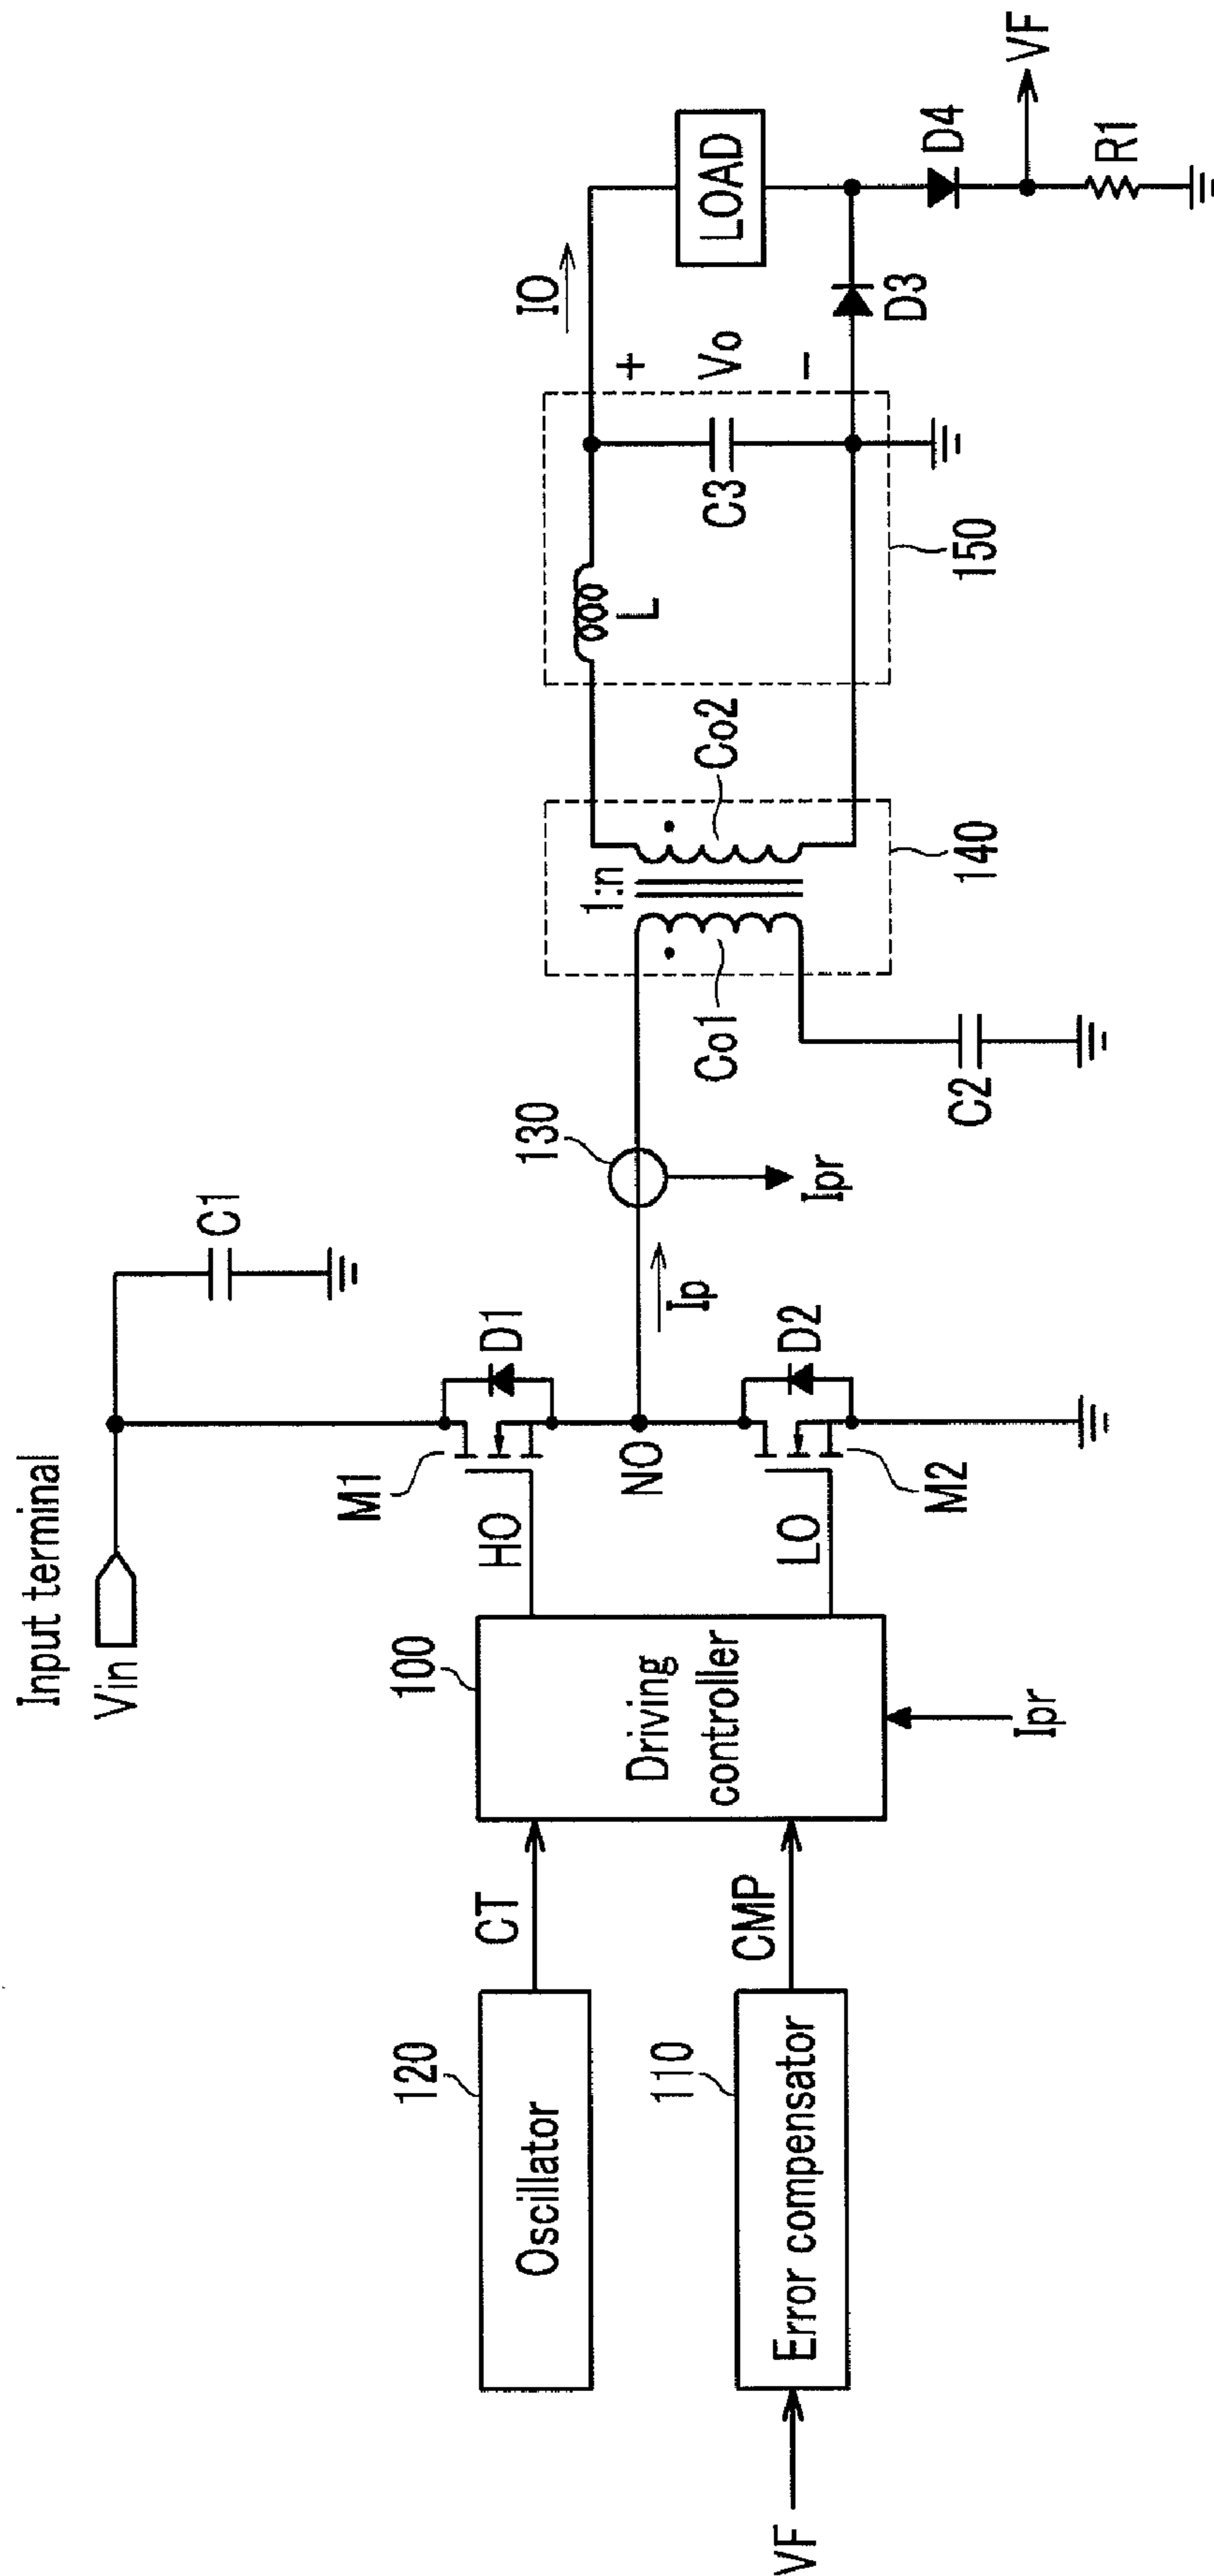 Input terminal
Vin
C1
120
Oscillator
CT
VF
110
Error compensator
CMP
100
Driving
controller
Ipr
HO
LO
M1
D1
NO
M2
D2
Ip
130
Ipr
C2
Co1
1:n
Co2
140
L
C3
150
+
Vo
−
IO
LOAD
D3
D4
VF
R1